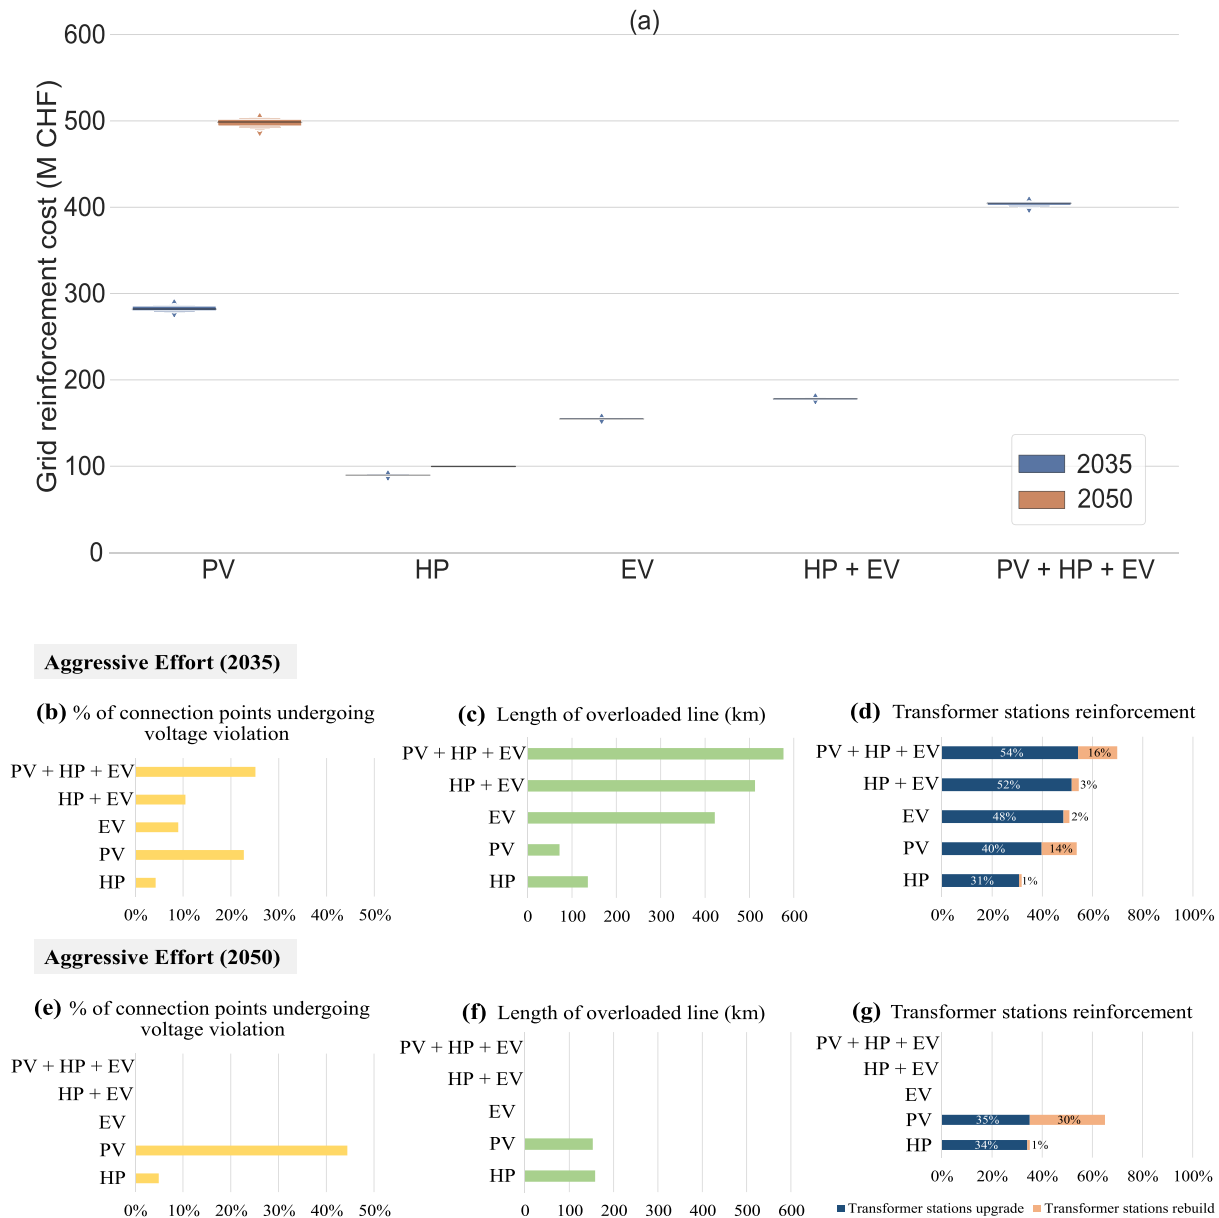 (a)
Grid reinforcement cost (M CHF)
600
500
400
300
200
100
0
PV
HP
EV
HP + EV
PV + HP + EV
2035
2050
Aggressive Effort (2035)
(b) % of connection points undergoing
voltage violation
PV + HP + EV
HP + EV
EV
PV
HP
0% 10% 20% 30% 40% 50%
(c) Length of overloaded line (km)
PV + HP + EV
HP + EV
EV
PV
HP
0 100 200 300 400 500 600
(d) Transformer stations reinforcement
PV + HP + EV 54% 16%
HP + EV 52% 3%
EV 48% 2%
PV 40% 14%
HP 31% 1%
0% 20% 40% 60% 80% 100%
Aggressive Effort (2050)
(e) % of connection points undergoing
voltage violation
PV + HP + EV
HP + EV
EV
PV
HP
0% 10% 20% 30% 40% 50%
(f) Length of overloaded line (km)
PV + HP + EV
HP + EV
EV
PV
HP
0 100 200 300 400 500 600
(g) Transformer stations reinforcement
PV + HP + EV
HP + EV
EV
PV 35% 30%
HP 34% 1%
0% 20% 40% 60% 80% 100%
Transformer stations upgrade Transformer stations rebuild